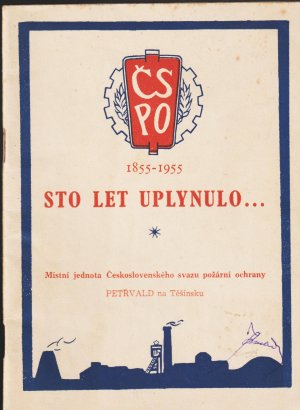 ČS
PO
1855-1955
STO LET UPLYNULO...
Místní jednota Československého svazu požární ochrany
PETŘVALD na Těšínsku